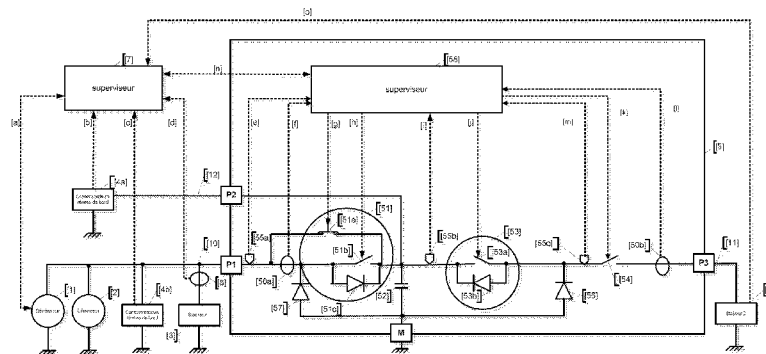 [o]
[7]
[55]
superviseur
[n]
superviseur
[a]
[b]
[c]
[d]
[e]
[f]
[g]
[h]
[i]
[j]
[m]
[k]
[l]
[5]
[4a]
[12]
P2
[51]
[51a]
[10]
[55a]
[51b]
[55b]
[53]
[53a]
[55c]
[50b]
[11]
P1
P3
[6]
[50a]
[52]
[53b]
[54]
[1]
[2]
[4b]
[57]
[51c]
[56]
[3]
M